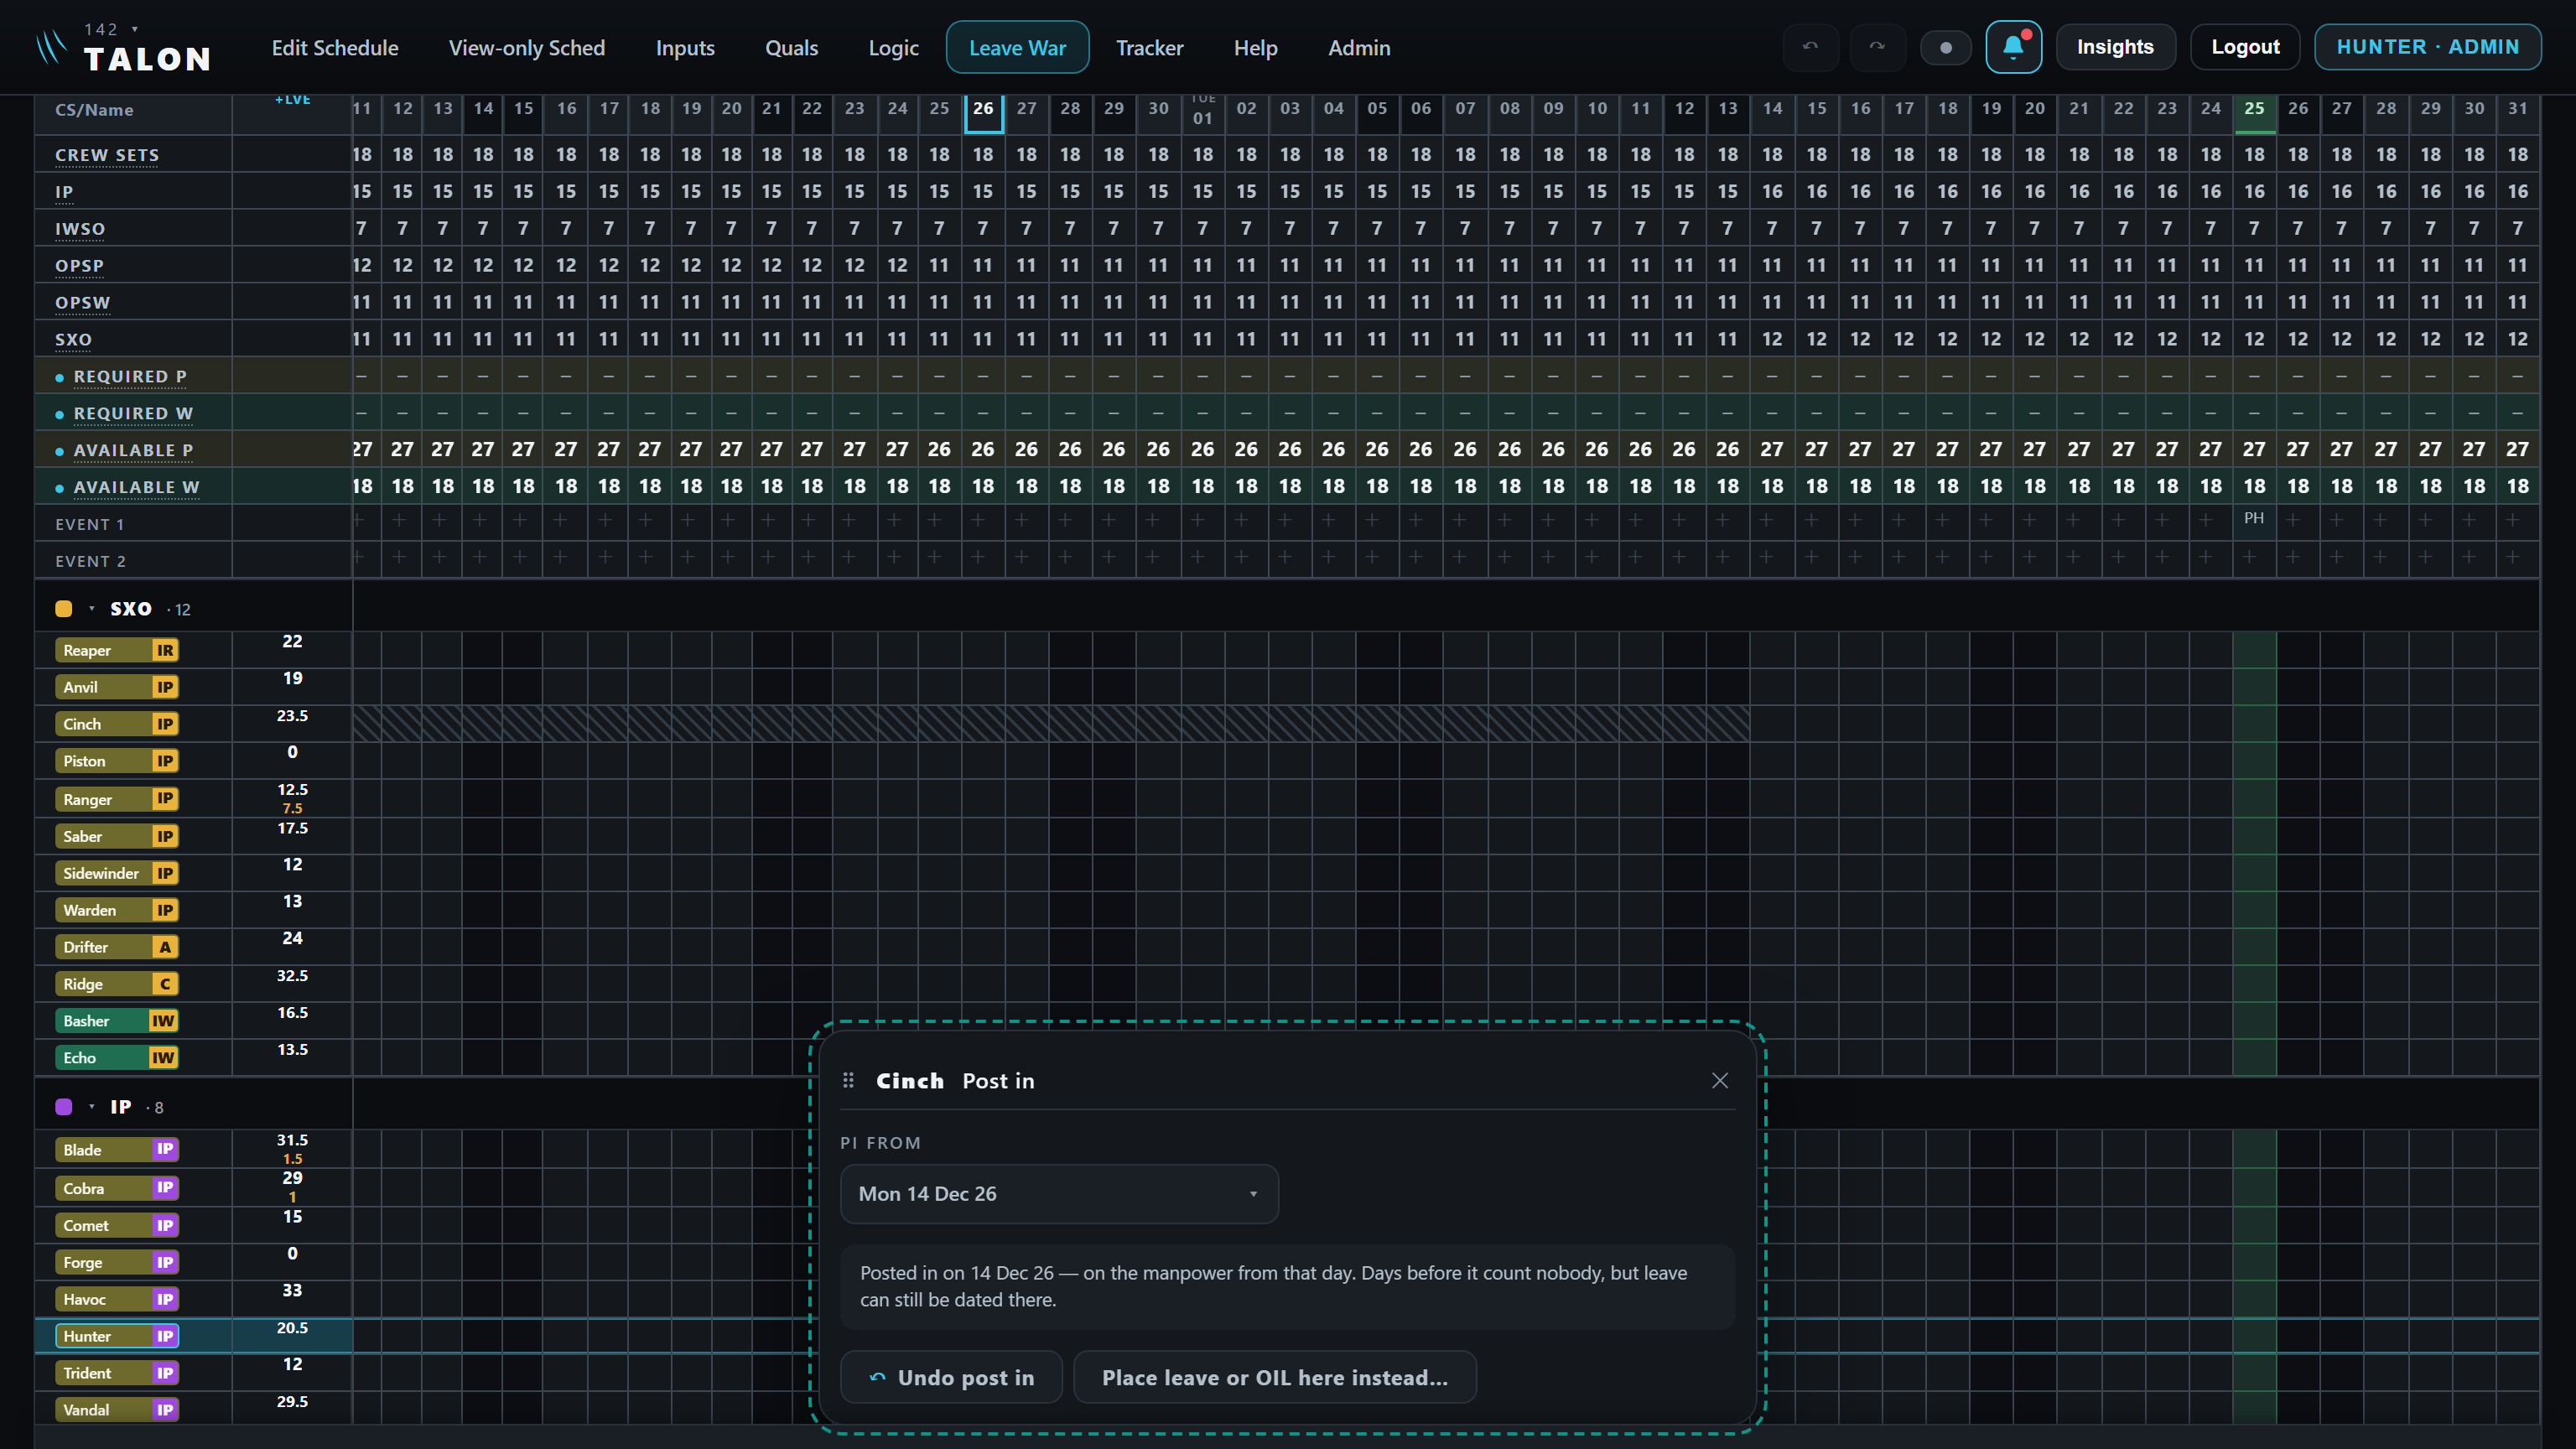 142 ▾
TALON
Edit Schedule View-only Sched Inputs Quals Logic Leave War Tracker Help Admin
Insights Logout HUNTER · ADMIN
CS/Name +LVE 11 12 13 14 15 16 17 18 19 20 21 22 23 24 25 26 27 28 29 30 TUE 01 02 03 04 05 06 07 08 09 10 11 12 13 14 15 16 17 18 19 20 21 22 23 24 25 26 27 28 29 30 31
CREW SETS 18 18 18 18 18 18 18 18 18 18 18 18 18 18 18 18 18 18 18 18 18 18 18 18 18 18 18 18 18 18 18 18 18 18 18 18 18 18 18 18 18 18 18 18 18 18 18 18 18 18 18
IP 15 15 15 15 15 15 15 15 15 15 15 15 15 15 15 15 15 15 15 15 15 15 15 15 15 15 15 15 15 15 15 15 15 16 16 16 16 16 16 16 16 16 16 16 16 16 16 16 16 16 16
IWSO 7 7 7 7 7 7 7 7 7 7 7 7 7 7 7 7 7 7 7 7 7 7 7 7 7 7 7 7 7 7 7 7 7 7 7 7 7 7 7 7 7 7 7 7 7 7 7 7 7 7 7
OPSP 12 12 12 12 12 12 12 12 12 12 12 12 12 12 11 11 11 11 11 11 11 11 11 11 11 11 11 11 11 11 11 11 11 11 11 11 11 11 11 11 11 11 11 11 11 11 11 11 11 11 11
OPSW 11 11 11 11 11 11 11 11 11 11 11 11 11 11 11 11 11 11 11 11 11 11 11 11 11 11 11 11 11 11 11 11 11 11 11 11 11 11 11 11 11 11 11 11 11 11 11 11 11 11 11
SXO 11 11 11 11 11 11 11 11 11 11 11 11 11 11 11 11 11 11 11 11 11 11 11 11 11 11 11 11 11 11 11 11 11 12 12 12 12 12 12 12 12 12 12 12 12 12 12 12 12 12 12
REQUIRED P – – – – – – – – – – – – – – – – – – – – – – – – – – – – – – – – – – – – – – – – – – – – – – – – – – –
REQUIRED W – – – – – – – – – – – – – – – – – – – – – – – – – – – – – – – – – – – – – – – – – – – – – – – – – – –
AVAILABLE P 27 27 27 27 27 27 27 27 27 27 27 27 27 27 26 26 26 26 26 26 26 26 26 26 26 26 26 26 26 26 26 26 26 27 27 27 27 27 27 27 27 27 27 27 27 27 27 27 27 27 27
AVAILABLE W 18 18 18 18 18 18 18 18 18 18 18 18 18 18 18 18 18 18 18 18 18 18 18 18 18 18 18 18 18 18 18 18 18 18 18 18 18 18 18 18 18 18 18 18 18 18 18 18 18 18 18
EVENT 1 + + + + + + + + + + + + + + + + + + + + + + + + + + + + + + + + + + + + + + + + + + + + PH + + + + + +
EVENT 2 + + + + + + + + + + + + + + + + + + + + + + + + + + + + + + + + + + + + + + + + + + + + + + + + + + +
SXO · 12
Reaper IR 22
Anvil IP 19
Cinch IP 23.5
Piston IP 0
Ranger IP 12.5
7.5
Saber IP 17.5
Sidewinder IP 12
Warden IP 13
Drifter A 24
Ridge C 32.5
Basher IW 16.5
Echo IW 13.5
IP · 8
Blade IP 31.5
1.5
Cobra IP 29
1
Comet IP 15
Forge IP 0
Havoc IP 33
Hunter IP 20.5
Trident IP 12
Vandal IP 29.5
Cinch Post in
PI FROM
Mon 14 Dec 26
Posted in on 14 Dec 26 — on the manpower from that day. Days before it count nobody, but leave
can still be dated there.
Undo post in Place leave or OIL here instead...